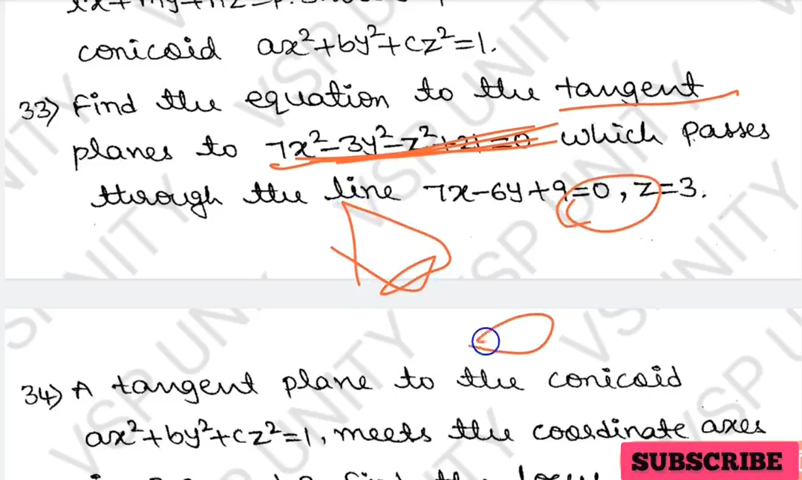 conicoid ax²+by²+cz²=1.
33) Find the equation to the tangent
planes to 7x²-3y²-z²+21=0 which passes
through the line 7x-6y+9=0, z=3.
34) A tangent plane to the conicoid
ax²+by²+cz²=1, meets the coordinate axes
SUBSCRIBE
VSP UNITY